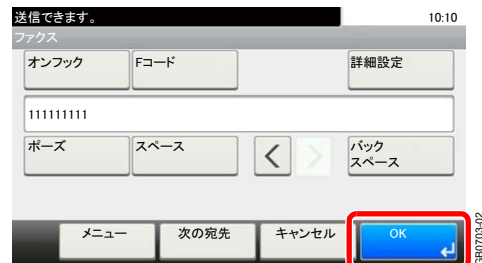 送信できます。 10:10
ファクス
オンフック Fコード 詳細設定
111111111
ポーズ スペース バック
スペース
メニュー 次の宛先 キャンセル OK
GB0703-02